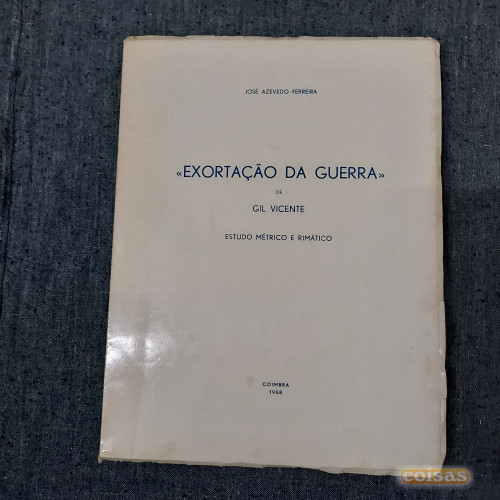 JOSÉ AZEVEDO FERREIRA
«EXORTAÇÃO DA GUERRA»
DE
GIL VICENTE
ESTUDO MÉTRICO E RIMÁTICO
COIMBRA
1968
coisas